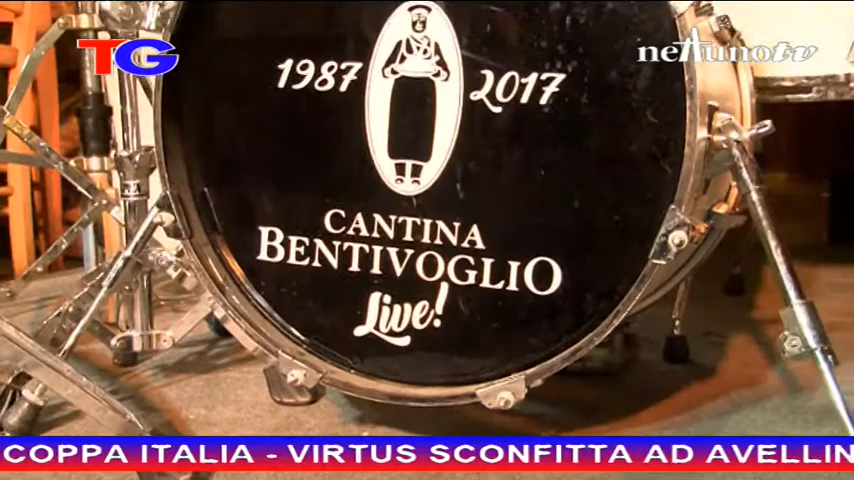 TG
nettunotv
1987 2017
CANTINA
BENTIVOGLIO
Live!
COPPA ITALIA - VIRTUS SCONFITTA AD AVELLIN